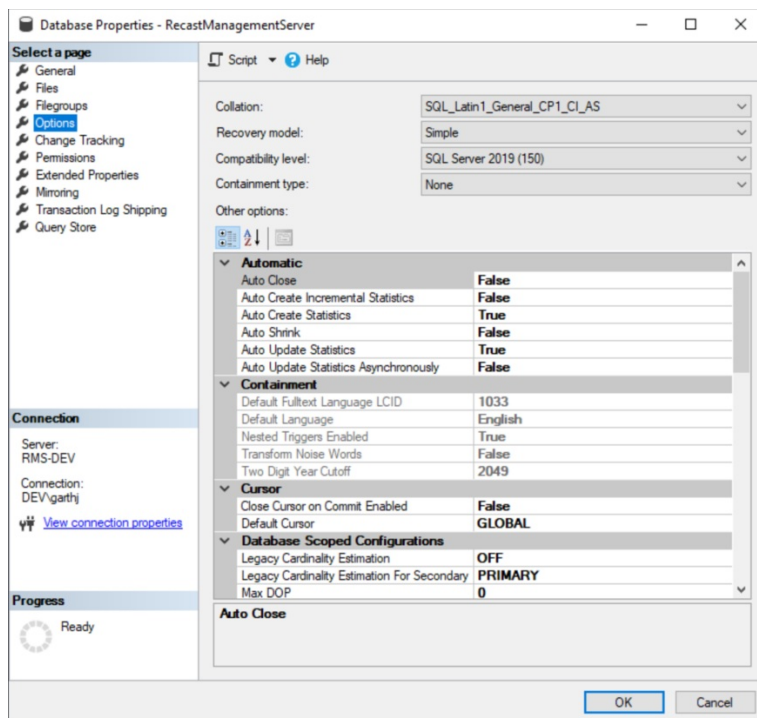 Database Properties - RecastManagementServer
Select a page
General
Files
Filegroups
Options
Change Tracking
Permissions
Extended Properties
Mirroring
Transaction Log Shipping
Query Store
Connection
Server:
RMS-DEV
Connection:
DEV\garthj
View connection properties
Progress
Ready
Script Help
Collation: SQL_Latin1_General_CP1_CI_AS
Recovery model: Simple
Compatibility level: SQL Server 2019 (150)
Containment type: None
Other options:
Automatic
Auto Close False
Auto Create Incremental Statistics False
Auto Create Statistics True
Auto Shrink False
Auto Update Statistics True
Auto Update Statistics Asynchronously False
Containment
Default Fulltext Language LCID 1033
Default Language English
Nested Triggers Enabled True
Transform Noise Words False
Two Digit Year Cutoff 2049
Cursor
Close Cursor on Commit Enabled False
Default Cursor GLOBAL
Database Scoped Configurations
Legacy Cardinality Estimation OFF
Legacy Cardinality Estimation For Secondary PRIMARY
Max DOP 0
Auto Close
OK Cancel